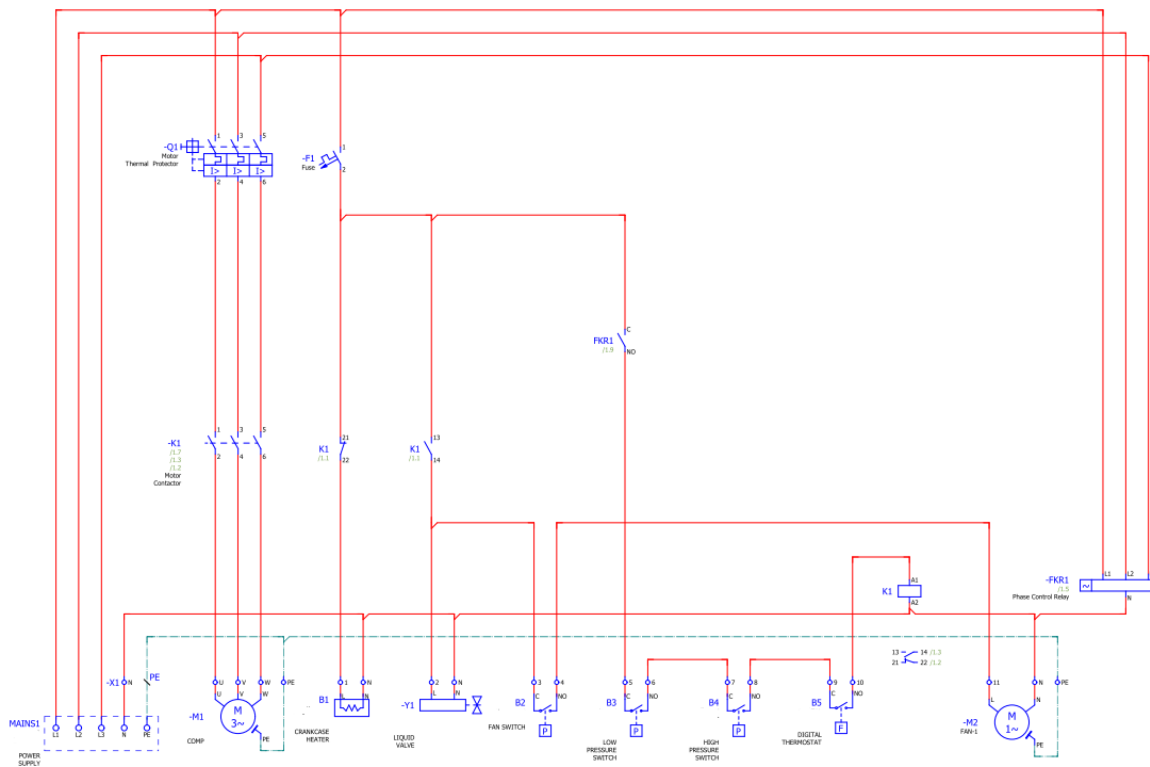 1 3 5
-Q1
Motor
Thermal Protector
I> I> I>
2 4 6
1
-F1
Fuse
2
C
FKR1
/1.9
NO
1 3 5
-K1
/1.7
/1.3
/1.2
Motor
Contactor
2 4 6
21
K1
/1.1
22
13
K1
/1.1
14
L1 L2
-FKR1
/1.5
Phase Control Relay
~
N
A1
K1
A2
13 14 /1.3
21 22 /1.2
-X1 N PE U V W PE 1 N 2 N 3 4 5 6 7 8 9 10 11 N PE
MAINS1
L1 L2 L3 N PE
POWER
SUPPLY
U V W
-M1
M
3~
PE
COMP
L N
B1
CRANKCASE
HEATER
L N
-Y1
LIQUID
VALVE
C NO
B2
P
FAN SWITCH
C NO
B3
P
LOW
PRESSURE
SWITCH
C NO
B4
P
HIGH
PRESSURE
SWITCH
C NO
B5
F
DIGITAL
THERMOSTAT
L N
-M2
FAN-1
M
1~
PE